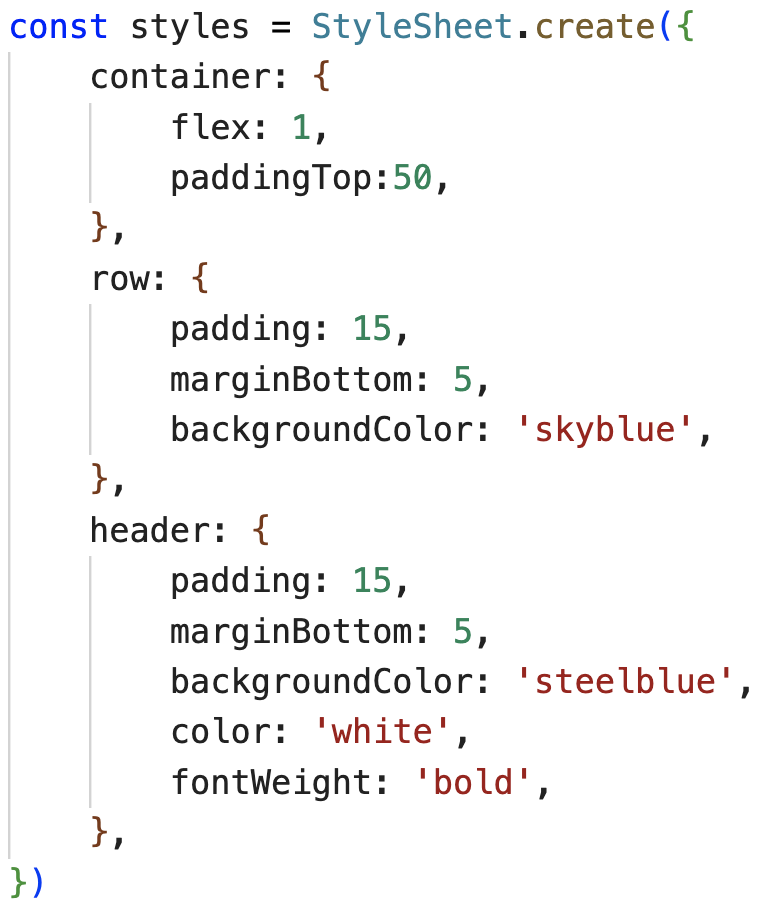 const styles = StyleSheet.create({
    container: {
        flex: 1,
        paddingTop:50,
    },
    row: {
        padding: 15,
        marginBottom: 5,
        backgroundColor: 'skyblue',
    },
    header: {
        padding: 15,
        marginBottom: 5,
        backgroundColor: 'steelblue',
        color: 'white',
        fontWeight: 'bold',
    },
})